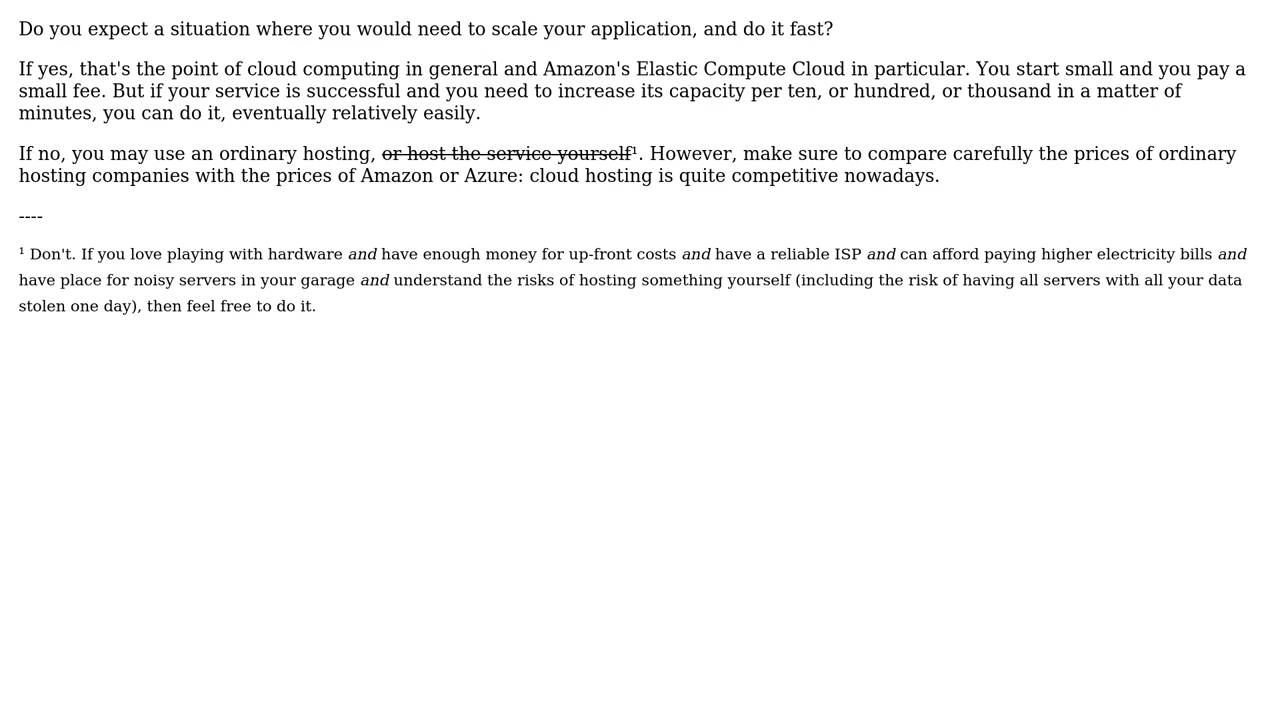 Do you expect a situation where you would need to scale your application, and do it fast?
If yes, that's the point of cloud computing in general and Amazon's Elastic Compute Cloud in particular. You start small and you pay a
small fee. But if your service is successful and you need to increase its capacity per ten, or hundred, or thousand in a matter of
minutes, you can do it, eventually relatively easily.
If no, you may use an ordinary hosting, or host the service yourself¹. However, make sure to compare carefully the prices of ordinary
hosting companies with the prices of Amazon or Azure: cloud hosting is quite competitive nowadays.
----
¹ Don't. If you love playing with hardware and have enough money for up-front costs and have a reliable ISP and can afford paying higher electricity bills and
have place for noisy servers in your garage and understand the risks of hosting something yourself (including the risk of having all servers with all your data
stolen one day), then feel free to do it.